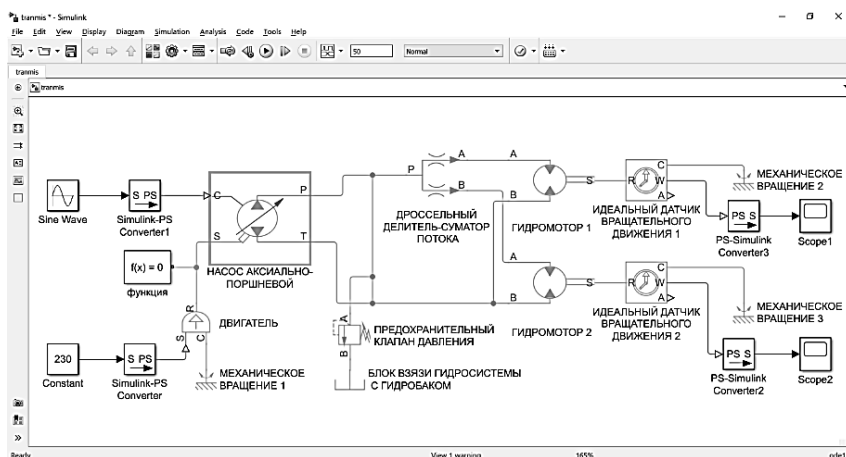 tranmis * - Simulink
File Edit View Display Diagram Simulation Analysis Code Tools Help
50
Normal
tranmis
tranmis
Sine Wave
S PS
Simulink-PS
Converter1
C
P
S
T
НАСОС АКСИАЛЬНО-
ПОРШНЕВОЙ
f(x) = 0
функция
R
S
C
ДВИГАТЕЛЬ
230
Constant
S PS
Simulink-PS
Converter
МЕХАНИЧЕСКОЕ
ВРАЩЕНИЕ 1
A
B
ПРЕДОХРАНИТЕЛЬНЫЙ
КЛАПАН ДАВЛЕНИЯ
БЛОК ВЗЯЗИ ГИДРОСИСТЕМЫ
С ГИДРОБАКОМ
P
A
B
ДРОССЕЛЬНЫЙ
ДЕЛИТЕЛЬ-СУМАТОР
ПОТОКА
A
B
S
ГИДРОМОТОР 1
R
C
W
A
ИДЕАЛЬНЫЙ ДАТЧИК
ВРАЩАТЕЛЬНОГО
ДВИЖЕНИЯ 1
МЕХАНИЧЕСКОЕ
ВРАЩЕНИЕ 2
PS S
PS-Simulink
Converter3
Scope1
A
B
S
ГИДРОМОТОР 2
R
C
W
A
ИДЕАЛЬНЫЙ ДАТЧИК
ВРАЩАТЕЛЬНОГО
ДВИЖЕНИЯ 2
МЕХАНИЧЕСКОЕ
ВРАЩЕНИЕ 3
PS S
PS-Simulink
Converter2
Scope2
Ready
View 1 warning
165%